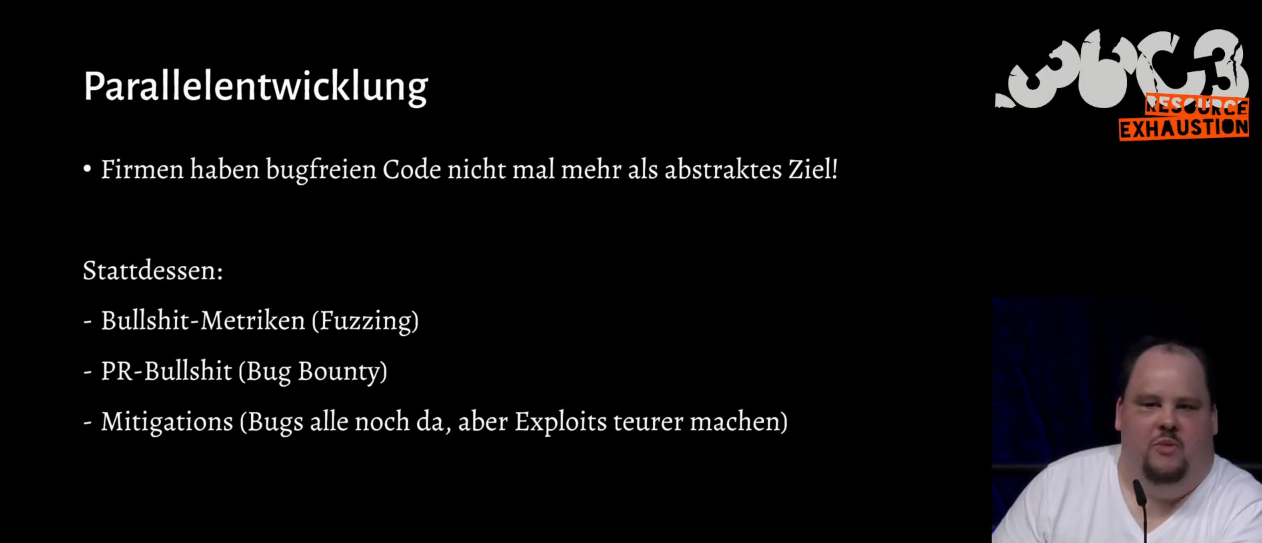 Parallelentwicklung
• Firmen haben bugfreien Code nicht mal mehr als abstraktes Ziel!
Stattdessen:
- Bullshit-Metriken (Fuzzing)
- PR-Bullshit (Bug Bounty)
- Mitigations (Bugs alle noch da, aber Exploits teurer machen)
36C3
RESOURCE
EXHAUSTION